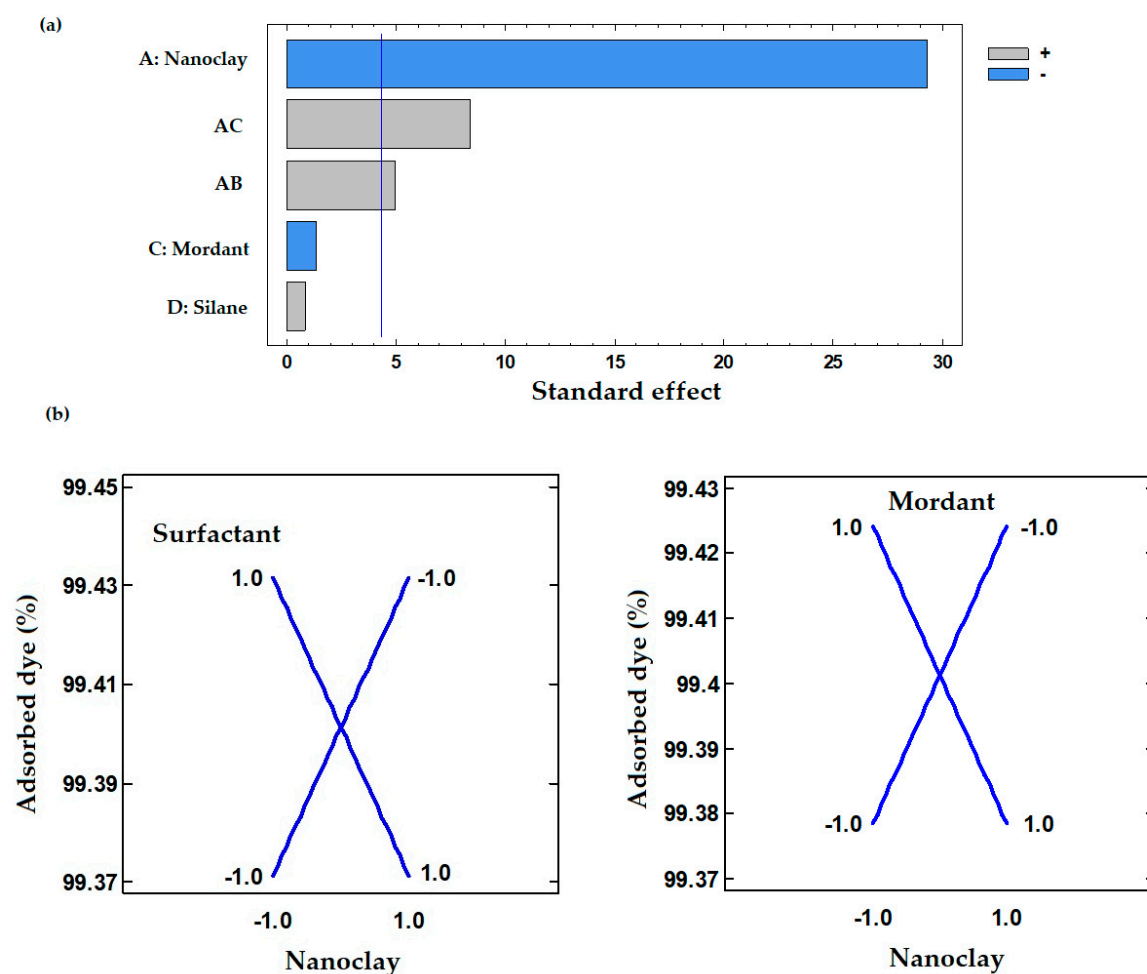 (a)
A: Nanoclay
AC
AB
C: Mordant
D: Silane
+
-
0 5 10 15 20 25 30
Standard effect
(b)
99.45
99.43
99.41
99.39
99.37
Adsorbed dye (%)
Surfactant
1.0 -1.0
-1.0 1.0
-1.0 1.0
Nanoclay
99.43
99.42
99.41
99.4
99.39
99.38
99.37
Adsorbed dye (%)
Mordant
1.0 -1.0
-1.0 1.0
-1.0 1.0
Nanoclay